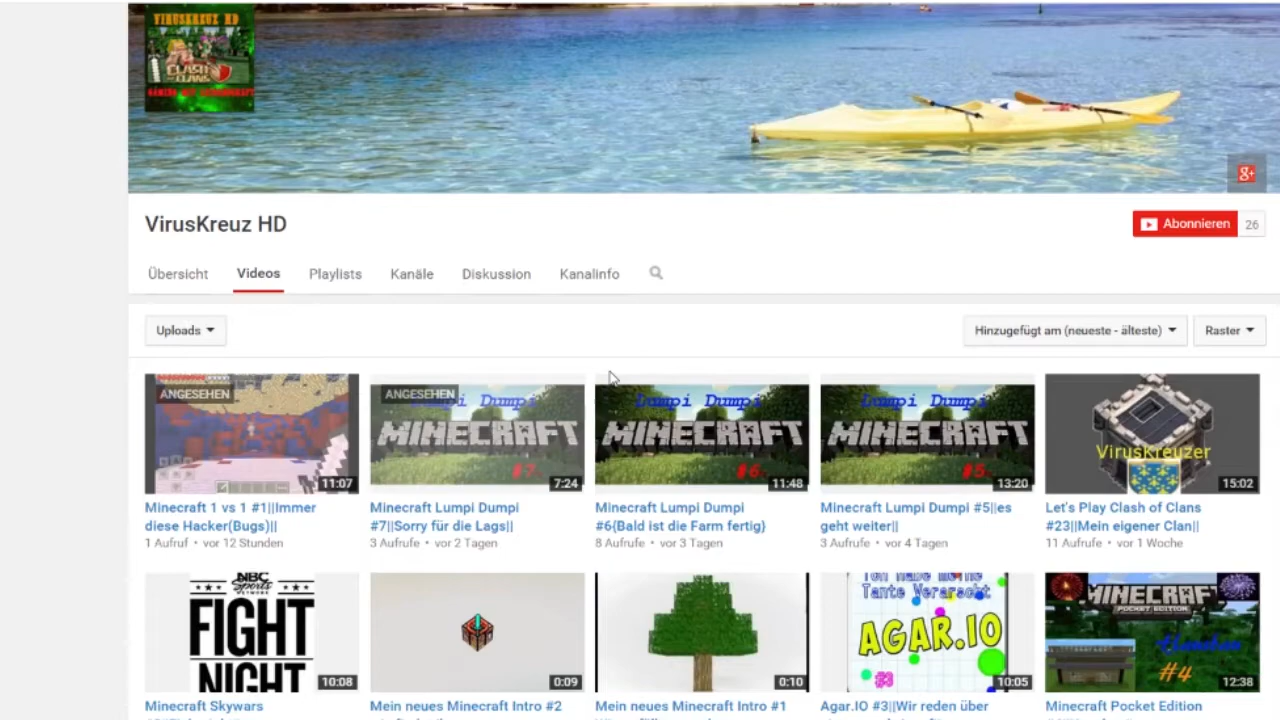 VIRUSKREUZ HD
CLASH
OF CLANS
g+
VirusKreuz HD
Abonnieren 26
Übersicht Videos Playlists Kanäle Diskussion Kanalinfo
Uploads Hinzugefügt am (neueste - älteste) Raster
ANGESEHEN
11:07
Minecraft 1 vs 1 #1||Immer
diese Hacker(Bugs)||
1 Aufruf • vor 12 Stunden
ANGESEHEN
Lumpi Dumpi
MINECRAFT
#7
7:24
Minecraft Lumpi Dumpi
#7||Sorry für die Lags||
3 Aufrufe • vor 2 Tagen
Lumpi Dumpi
MINECRAFT
#6
11:48
Minecraft Lumpi Dumpi
#6{Bald ist die Farm fertig}
8 Aufrufe • vor 3 Tagen
Lumpi Dumpi
MINECRAFT
#5
13:20
Minecraft Lumpi Dumpi #5||es
geht weiter||
3 Aufrufe • vor 4 Tagen
VirusKreuzer
15:02
Let's Play Clash of Clans
#23||Mein eigener Clan||
11 Aufrufe • vor 1 Woche
NBC
Sports
NETWORK
FIGHT
NIGHT
10:08
Minecraft Skywars
0:09
Mein neues Minecraft Intro #2
0:10
Mein neues Minecraft Intro #1
Ich habe meine
Tante Verarscht
AGAR.IO
#3
10:05
Agar.IO #3||Wir reden über
MINECRAFT
POCKET EDITION
#4
12:38
Minecraft Pocket Edition